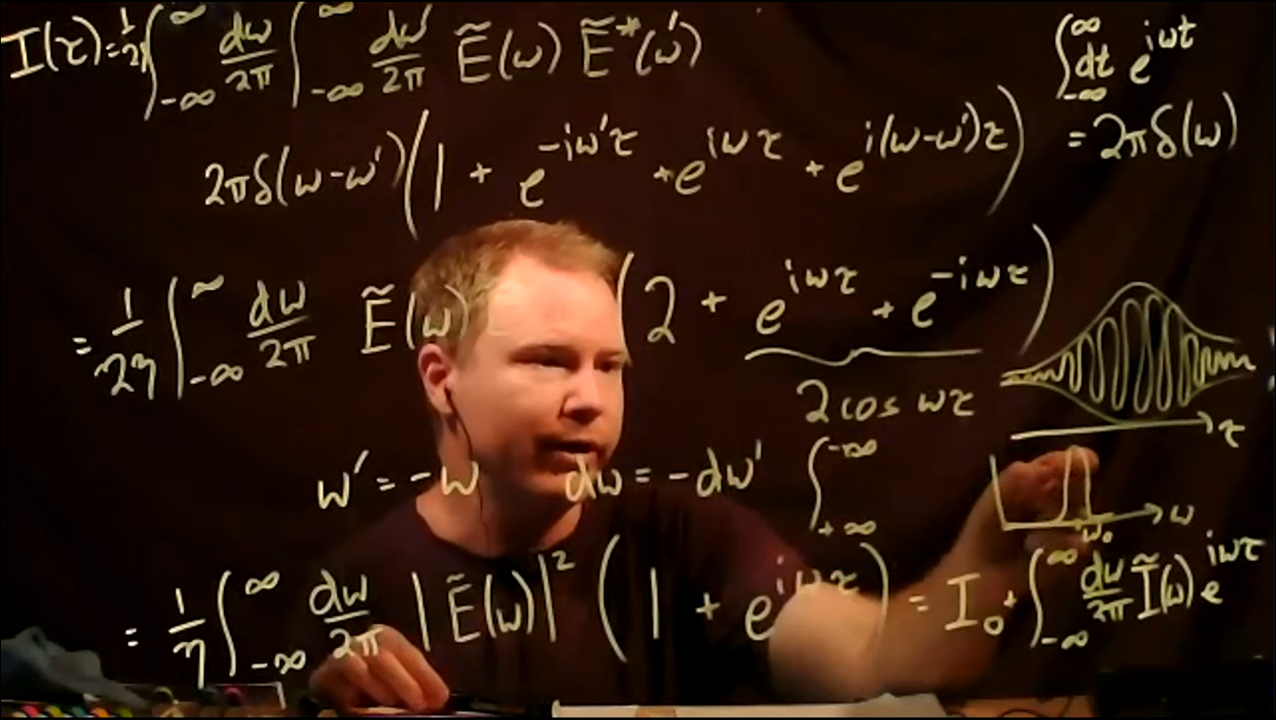 I(τ)=1/2η ∫_{-∞}^{∞} dω/2π ∫_{-∞}^{∞} dω'/2π Ẽ(ω) Ẽ*(ω')
∫_{-∞}^{∞} dt e^{iωt}
= 2πδ(ω)
2πδ(ω-ω')(1 + e^{-iω'τ} + e^{iωτ} + e^{i(ω-ω')τ})
= 1/2η ∫_{-∞}^{∞} dω/2π Ẽ(ω) (2 + e^{iωτ} + e^{-iωτ})
2 cos ωτ
τ
ω' = -ω dω = -dω' ∫_{+∞}^{-∞}
ω
ω₀
= 1/η ∫_{-∞}^{∞} dω/2π |Ẽ(ω)|² (1 + e^{iωτ}) = I₀ + ∫_{-∞}^{∞} dω/2π Ĩ(ω) e^{iωτ}